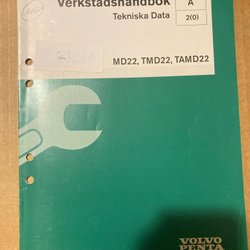 Verkstadshandbok
Tekniska Data
A
2(0)
MD22, TMD22, TAMD22
VOLVO
PENTA